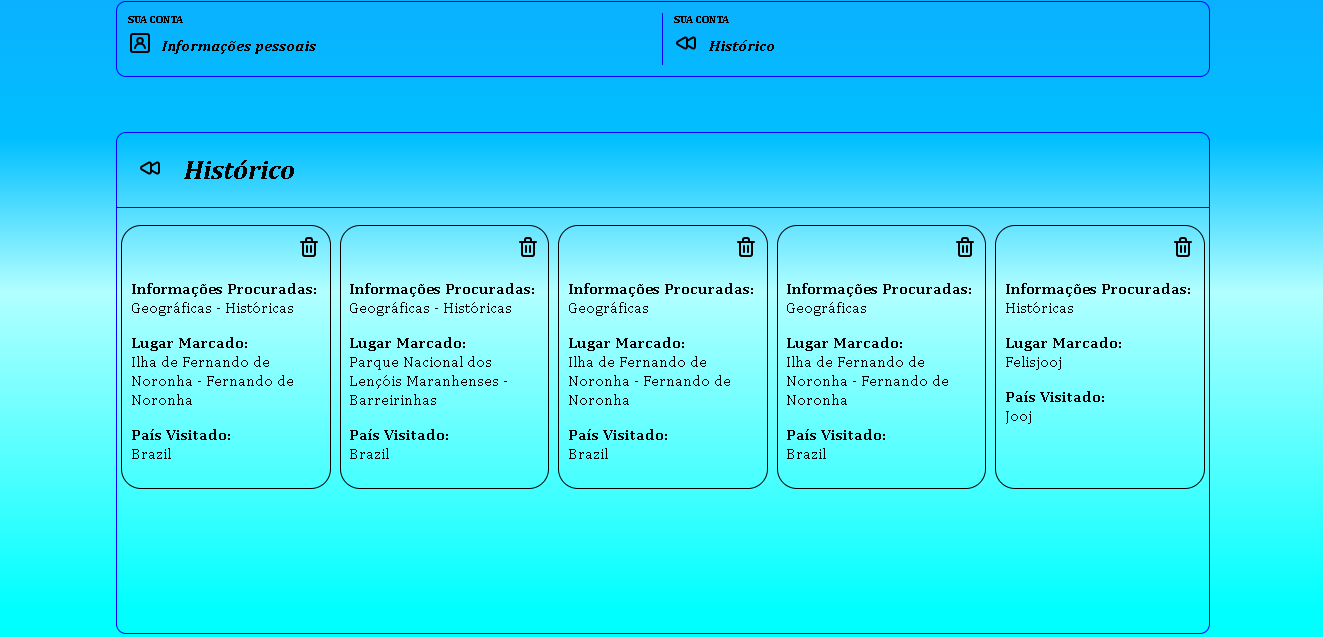 SUA CONTA
Informações pessoais
SUA CONTA
Histórico
Histórico
Informações Procuradas:
Geográficas - Históricas
Lugar Marcado:
Ilha de Fernando de
Noronha - Fernando de
Noronha
País Visitado:
Brazil
Informações Procuradas:
Geográficas - Históricas
Lugar Marcado:
Parque Nacional dos
Lençóis Maranhenses -
Barreirinhas
País Visitado:
Brazil
Informações Procuradas:
Geográficas
Lugar Marcado:
Ilha de Fernando de
Noronha - Fernando de
Noronha
País Visitado:
Brazil
Informações Procuradas:
Geográficas
Lugar Marcado:
Ilha de Fernando de
Noronha - Fernando de
Noronha
País Visitado:
Brazil
Informações Procuradas:
Históricas
Lugar Marcado:
Felisjooj
País Visitado:
Jooj